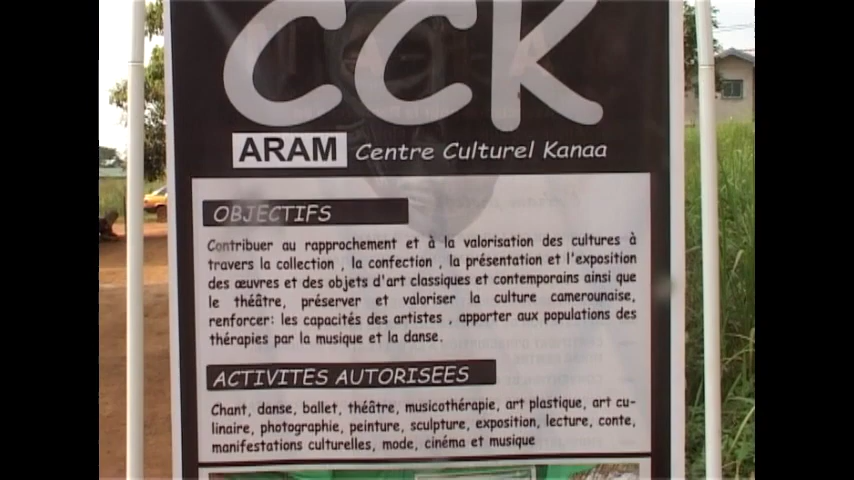 CCK
ARAM Centre Culturel Kanaa
OBJECTIFS
Contribuer au rapprochement et à la valorisation des cultures à
travers la collection , la confection , la présentation et l'exposition
des œuvres et des objets d'art classiques et contemporains ainsi que
le théâtre, préserver et valoriser la culture camerounaise,
renforcer: les capacités des artistes , apporter aux populations des
thérapies par la musique et la danse.
ACTIVITES AUTORISEES
Chant, danse, ballet, théâtre, musicothérapie, art plastique, art cu-
linaire, photographie, peinture, sculpture, exposition, lecture, conte,
manifestations culturelles, mode, cinéma et musique